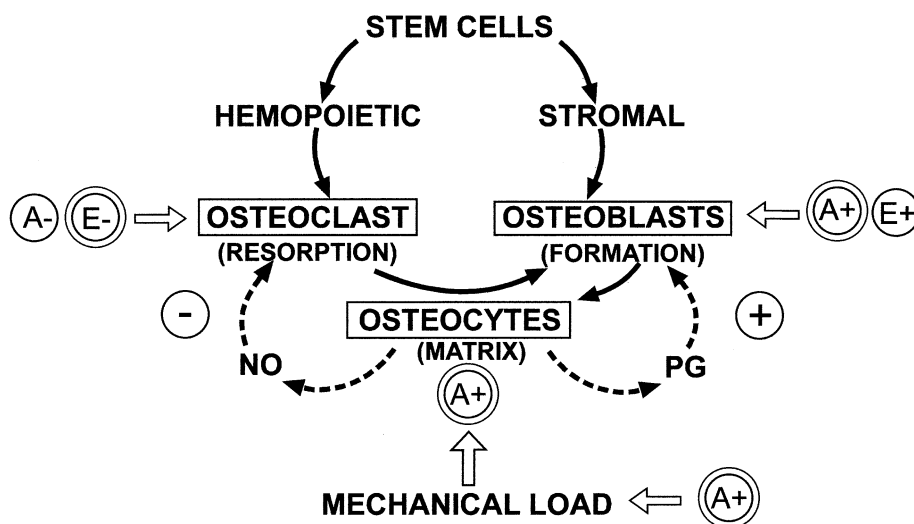 STEM CELLS
HEMOPOIETIC STROMAL
A- E- OSTEOCLAST OSTEOBLASTS A+ E+
(RESORPTION) (FORMATION)
- OSTEOCYTES +
(MATRIX)
NO PG
A+
MECHANICAL LOAD A+